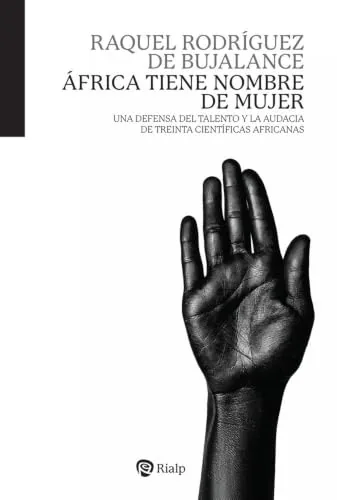 RAQUEL RODRÍGUEZ
DE BUJALANCE
ÁFRICA TIENE NOMBRE
DE MUJER
UNA DEFENSA DEL TALENTO Y LA AUDACIA
DE TREINTA CIENTÍFICAS AFRICANAS
Rialp